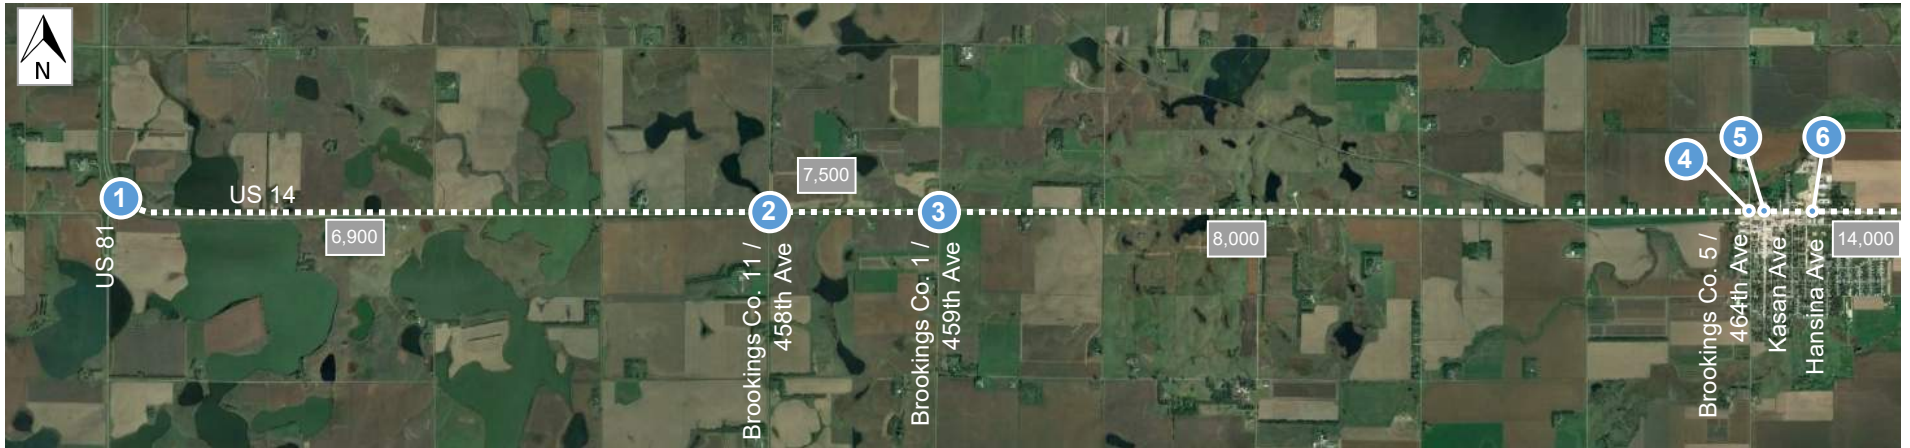 N
1
US 14
US 81
6,900
2
7,500
3
Brookings Co. 11 /
458th Ave
Brookings Co. 1 /
459th Ave
8,000
4
5
6
Brookings Co. 5 /
464th Ave
Kasan Ave
Hansina Ave
14,000